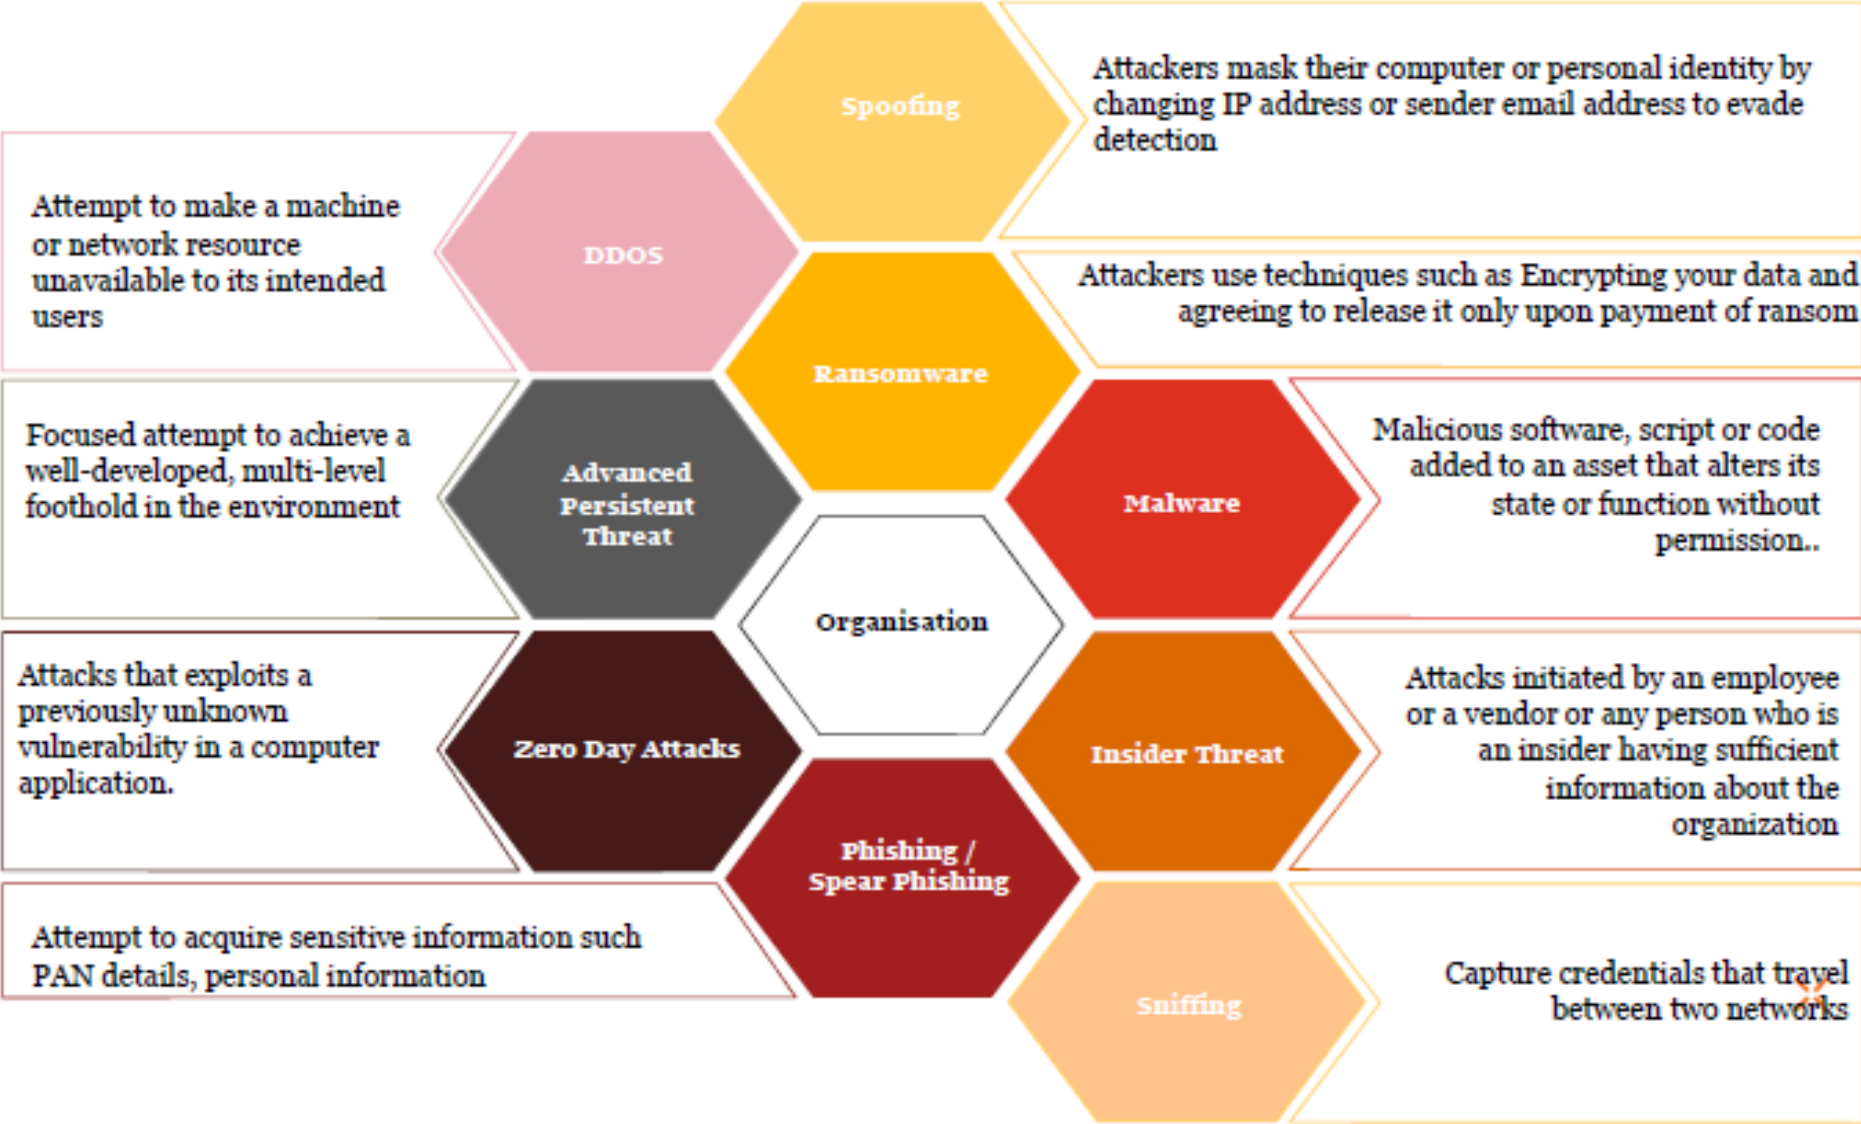 Spoofing
Attackers mask their computer or personal identity by
changing IP address or sender email address to evade
detection
Attempt to make a machine
or network resource
unavailable to its intended
users
DDOS
Ransomware
Attackers use techniques such as Encrypting your data and
agreeing to release it only upon payment of ransom
Focused attempt to achieve a
well-developed, multi-level
foothold in the environment
Advanced
Persistent
Threat
Malware
Malicious software, script or code
added to an asset that alters its
state or function without
permission..
Organisation
Attacks that exploits a
previously unknown
vulnerability in a computer
application.
Zero Day Attacks
Insider Threat
Attacks initiated by an employee
or a vendor or any person who is
an insider having sufficient
information about the
organization
Phishing /
Spear Phishing
Attempt to acquire sensitive information such
PAN details, personal information
Sniffing
Capture credentials that travel
between two networks